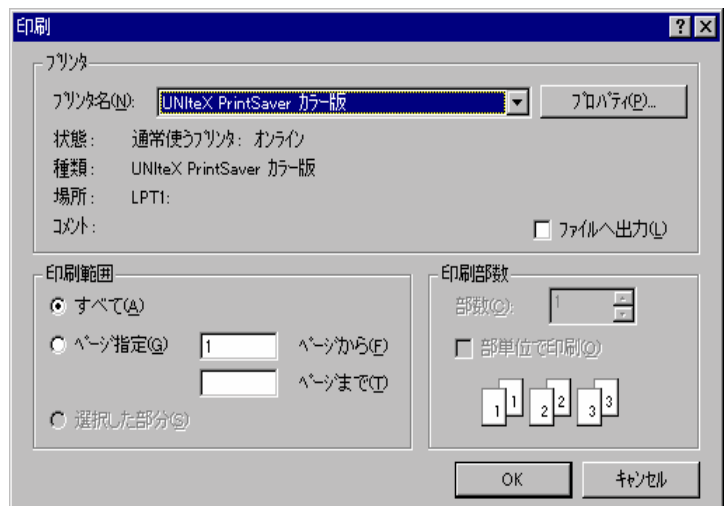 印刷
プリンタ
プリンタ名(N): UNIteX PrintSaver カラー版 プロパティ(P)...
状態: 通常使うプリンタ: オンライン
種類: UNIteX PrintSaver カラー版
場所: LPT1:
コメント: ファイルへ出力(L)
印刷範囲
すべて(A)
ページ指定(G) 1 ページから(F)
ページまで(T)
選択した部分(S)
印刷部数
部数(C): 1
部単位で印刷(O)
1 1 2 2 3 3
OK キャンセル